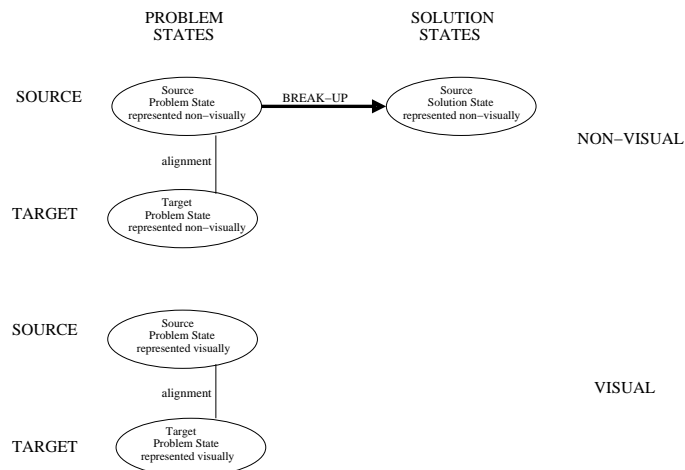 PROBLEM
STATES
SOLUTION
STATES
SOURCE
Source
Problem State
represented non−visually
BREAK−UP
Source
Solution State
represented non−visually
NON−VISUAL
alignment
TARGET
Target
Problem State
represented non−visually
SOURCE
Source
Problem State
represented visually
alignment
VISUAL
TARGET
Target
Problem State
represented visually